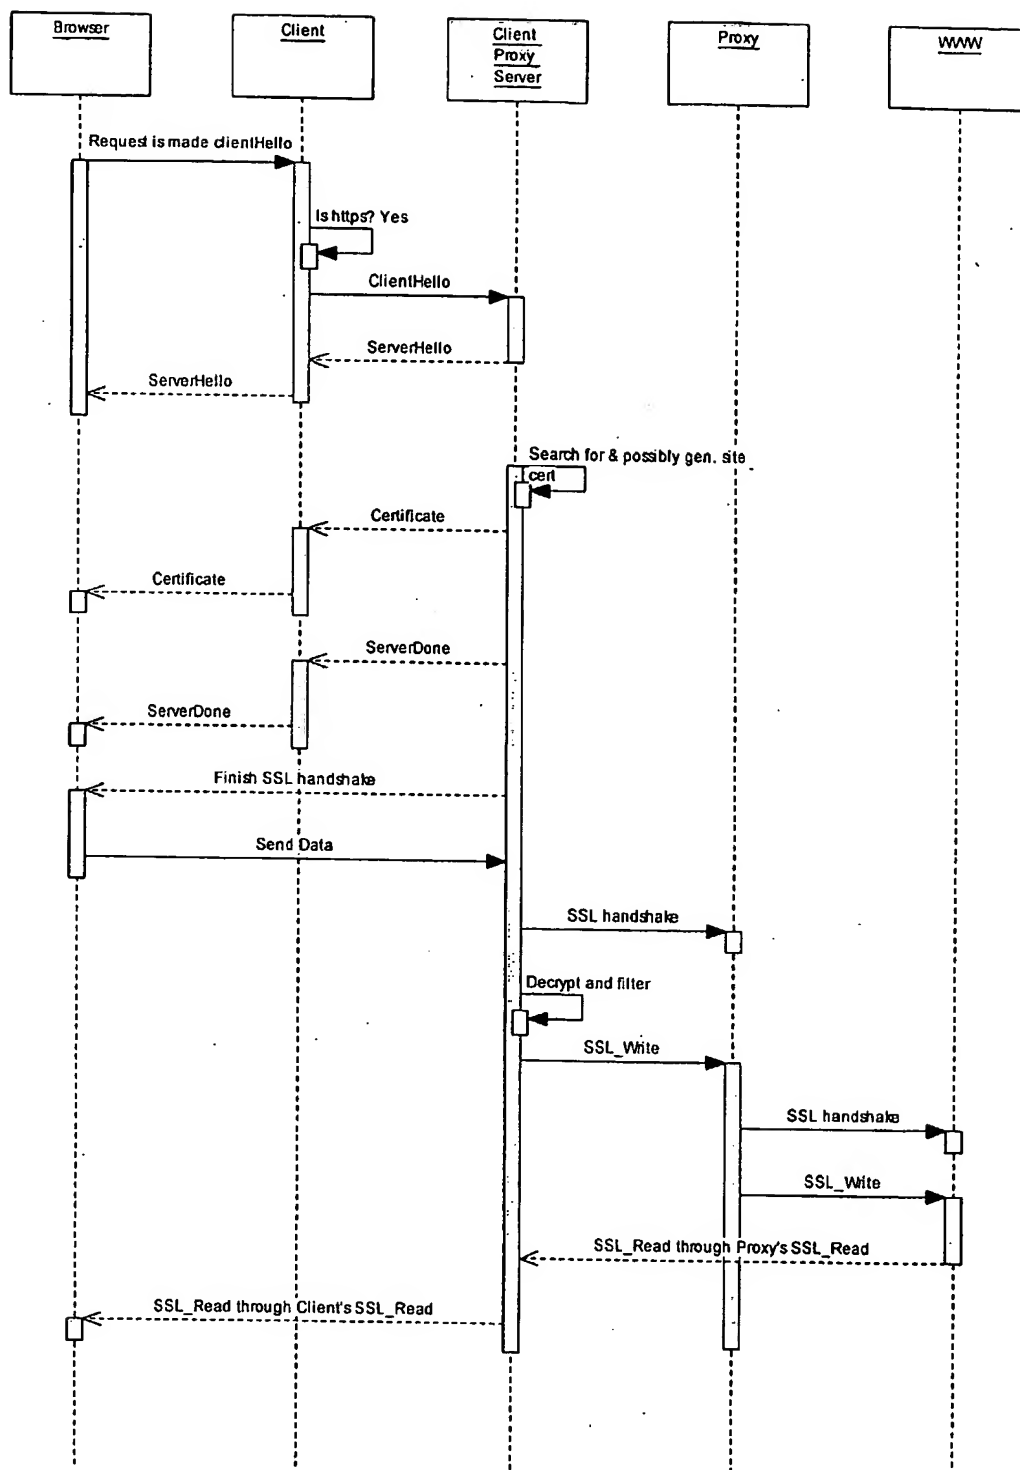 Browser
Client
Client
Proxy
Server
Proxy
WWW
Request is made clientHello
Is https? Yes
ClientHello
ServerHello
ServerHello
Search for & possibly gen. site
cert
Certificate
Certificate
ServerDone
ServerDone
Finish SSL handshake
Send Data
SSL handshake
Decrypt and filter
SSL_Write
SSL handshake
SSL_Write
SSL_Read through Proxy's SSL_Read
SSL_Read through Client's SSL_Read